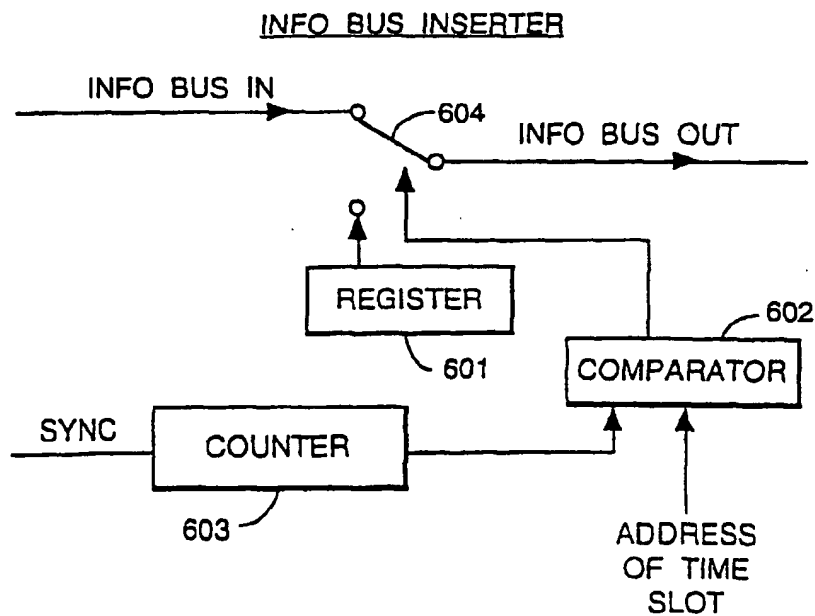 INFO BUS INSERTER
INFO BUS IN
604
INFO BUS OUT
REGISTER
601
602
COMPARATOR
SYNC
COUNTER
603
ADDRESS
OF TIME
SLOT